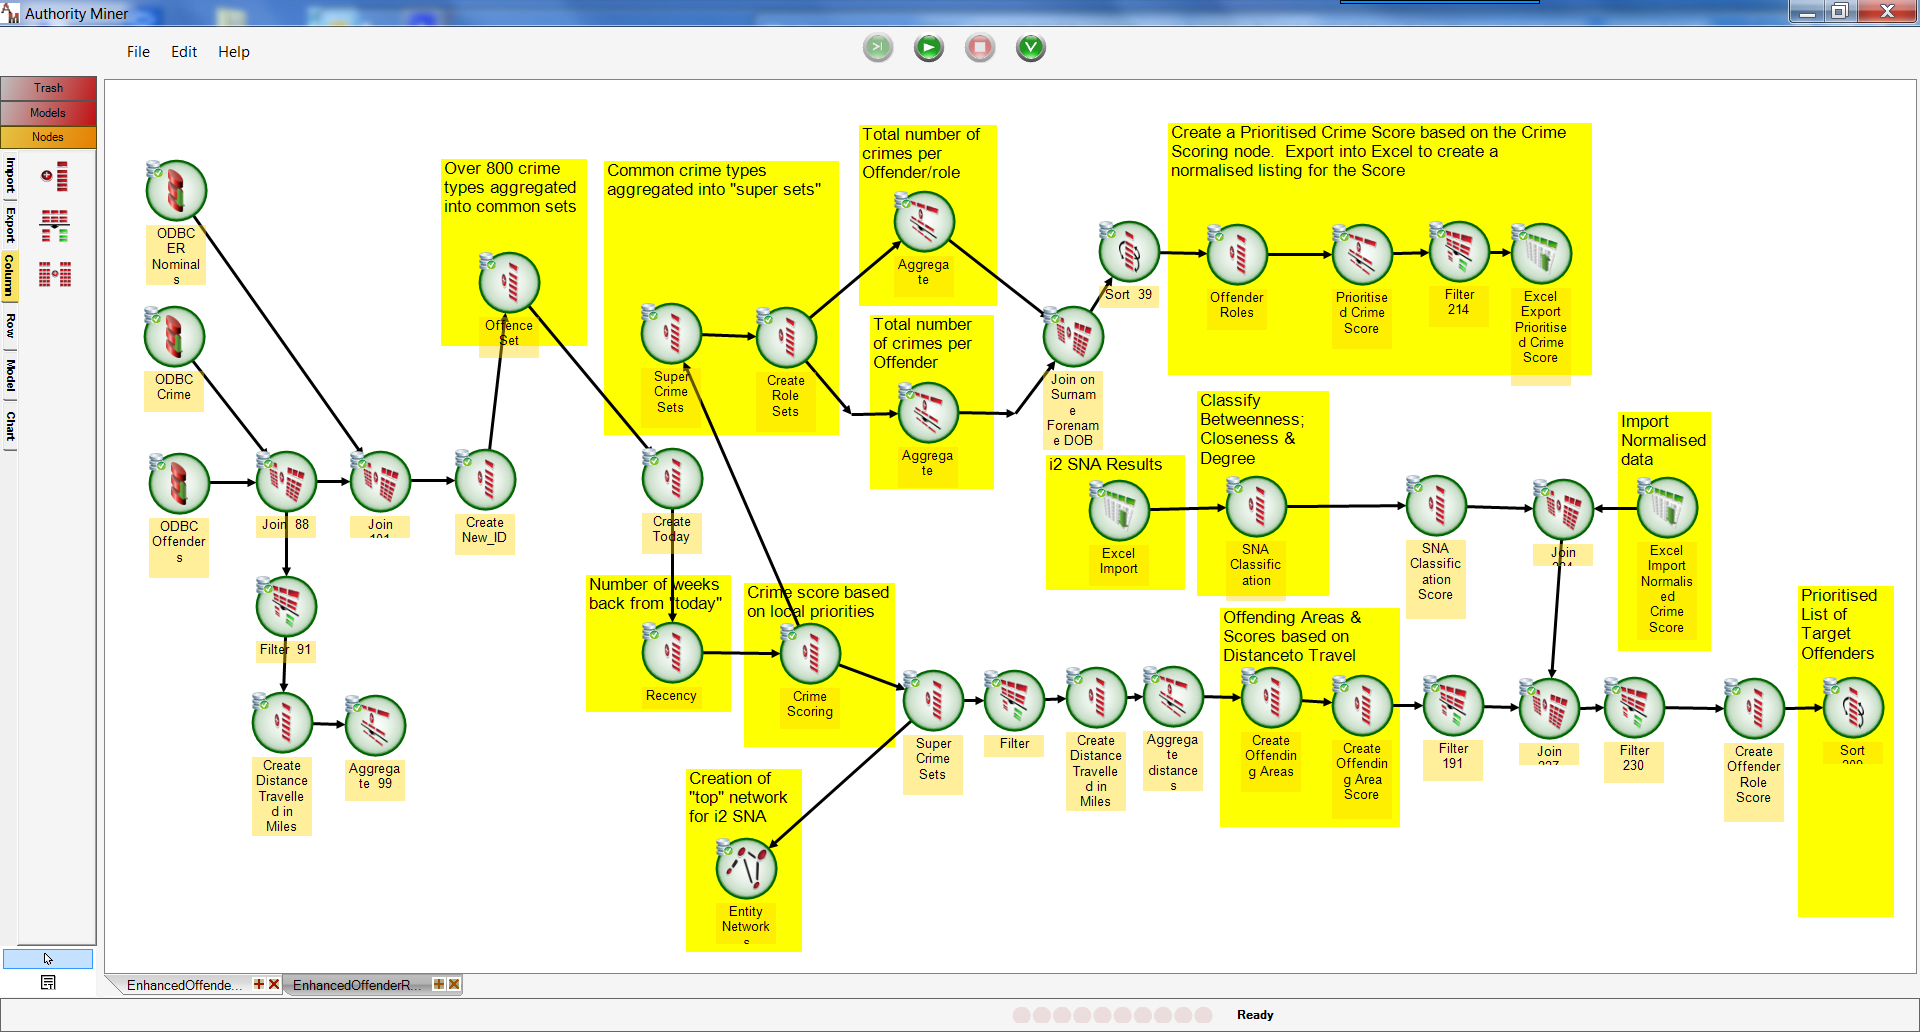 Authority Miner
File Edit Help
Trash
Models
Nodes
Import
Export
Column
Row
Model
Chart
ODBC
ER
Nominal
s
ODBC
Crime
ODBC
Offender
s
Join 88
Join
Create
New_ID
Filter 91
Create
Distance
Travelle
d in
Miles
Aggrega
te 99
Over 800 crime
types aggregated
into common sets
Offence
Set
Common crime types
aggregated into "super sets"
Super
Crime
Sets
Create
Role
Sets
Total number of
crimes per
Offender/role
Aggrega
te
Total number
of crimes per
Offender
Aggrega
te
Join on
Surnam
e
Forenam
e DOB
Sort 39
Create a Prioritised Crime Score based on the Crime
Scoring node. Export into Excel to create a
normalised listing for the Score
Offender
Roles
Prioritise
d Crime
Score
Filter
214
Excel
Export
Prioritise
d Crime
Score
Create
Today
Number of weeks
back from "today"
Recency
Crime score based
on local priorities
Crime
Scoring
i2 SNA Results
Excel
Import
Classify
Betweenness;
Closeness &
Degree
SNA
Classific
ation
SNA
Classific
ation
Score
Join
Import
Normalised
data
Excel
Import
Normalis
ed
Crime
Score
Super
Crime
Sets
Filter
Create
Distance
Travelle
d in
Miles
Aggrega
te
distance
s
Offending Areas &
Scores based on
Distanceto Travel
Create
Offendin
g Areas
Create
Offendin
g Area
Score
Filter
191
Join
Filter
230
Create
Offender
Role
Score
Prioritised
List of
Target
Offenders
Sort
Creation of
"top" network
for i2 SNA
Entity
Network
s
EnhancedOffende...
EnhancedOffenderR...
Ready